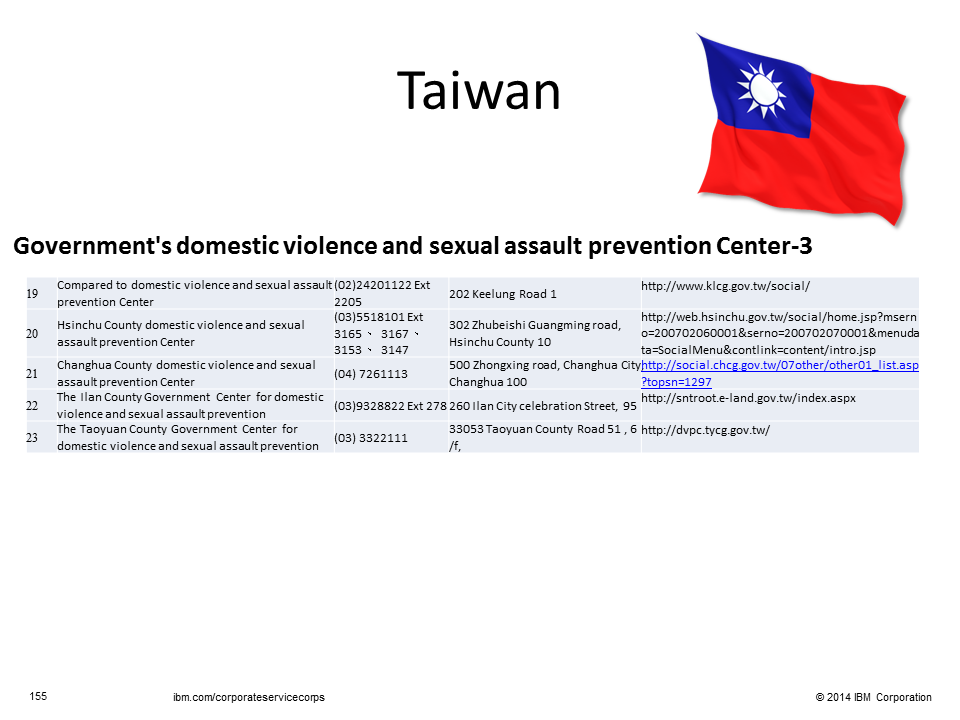 Taiwan
Government's domestic violence and sexual assault prevention Center-3
19
Compared to domestic violence and sexual assault
prevention Center
(02)24201122 Ext
2205
202 Keelung Road 1
http://www.klcg.gov.tw/social/
20
Hsinchu County domestic violence and sexual
assault prevention Center
(03)5518101 Ext
3165 、 3167 、
3153 、 3147
302 Zhubeishi Guangming road,
Hsinchu County 10
http://web.hsinchu.gov.tw/social/home.jsp?msern
o=200702060001&serno=200702070001&menuda
ta=SocialMenu&contlink=content/intro.jsp
21
Changhua County domestic violence and sexual
assault prevention Center
(04) 7261113
500 Zhongxing road, Changhua City
Changhua 100
http://social.chcg.gov.tw/07other/other01_list.asp
?topsn=1297
22
The Ilan County Government Center for domestic
violence and sexual assault prevention
(03)9328822 Ext 278
260 Ilan City celebration Street, 95
http://sntroot.e-land.gov.tw/index.aspx
23
The Taoyuan County Government Center for
domestic violence and sexual assault prevention
(03) 3322111
33053 Taoyuan County Road 51 , 6
/f,
http://dvpc.tycg.gov.tw/
155
ibm.com/corporateservicecorps
© 2014 IBM Corporation